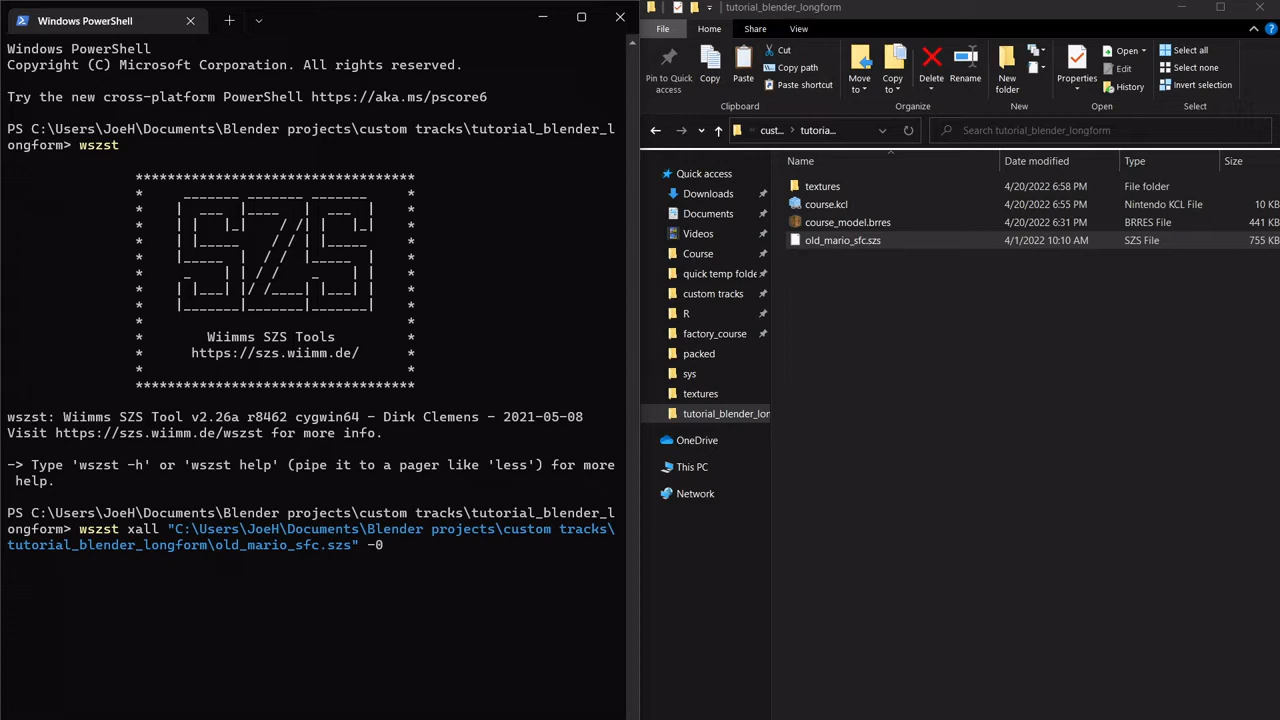 Windows PowerShell
Windows PowerShell
Copyright (C) Microsoft Corporation. All rights reserved.
Try the new cross-platform PowerShell https://aka.ms/pscore6
PS C:\Users\JoeH\Documents\Blender projects\custom tracks\tutorial_blender_l
ongform> wszst
***********************************
SZS
* Wiimms SZS Tools *
* https://szs.wiimm.de/ *
***********************************
wszst: Wiimms SZS Tool v2.26a r8462 cygwin64 - Dirk Clemens - 2021-05-08
Visit https://szs.wiimm.de/wszst for more info.
-> Type 'wszst -h' or 'wszst help' (pipe it to a pager like 'less') for more
help.
PS C:\Users\JoeH\Documents\Blender projects\custom tracks\tutorial_blender_l
ongform> wszst xall "C:\Users\JoeH\Documents\Blender projects\custom tracks\
tutorial_blender_longform\old_mario_sfc.szs" -0
tutorial_blender_longform
File Home Share View
Pin to Quick access
Copy
Paste
Cut
Copy path
Paste shortcut
Clipboard
Move to
Copy to
Delete
Rename
Organize
New folder
New
Properties
Open
Edit
History
Open
Select all
Select none
Invert selection
Select
cust... tutoria...
Search tutorial_blender_longform
Quick access
Downloads
Documents
Videos
Course
quick temp folde
custom tracks
R
factory_course
packed
sys
textures
tutorial_blender_lon
OneDrive
This PC
Network
Name Date modified Type Size
textures 4/20/2022 6:58 PM File folder
course.kcl 4/20/2022 6:55 PM Nintendo KCL File 10 KB
course_model.brres 4/20/2022 6:31 PM BRRES File 441 KB
old_mario_sfc.szs 4/1/2022 10:10 AM SZS File 755 KB